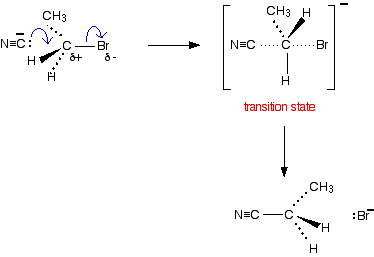 CH3
N≡C:⁻ C Br
δ+ δ-
H
H
CH3 H
N≡C C Br
H
−
transition state
CH3
N≡C C :Br⁻
H
H